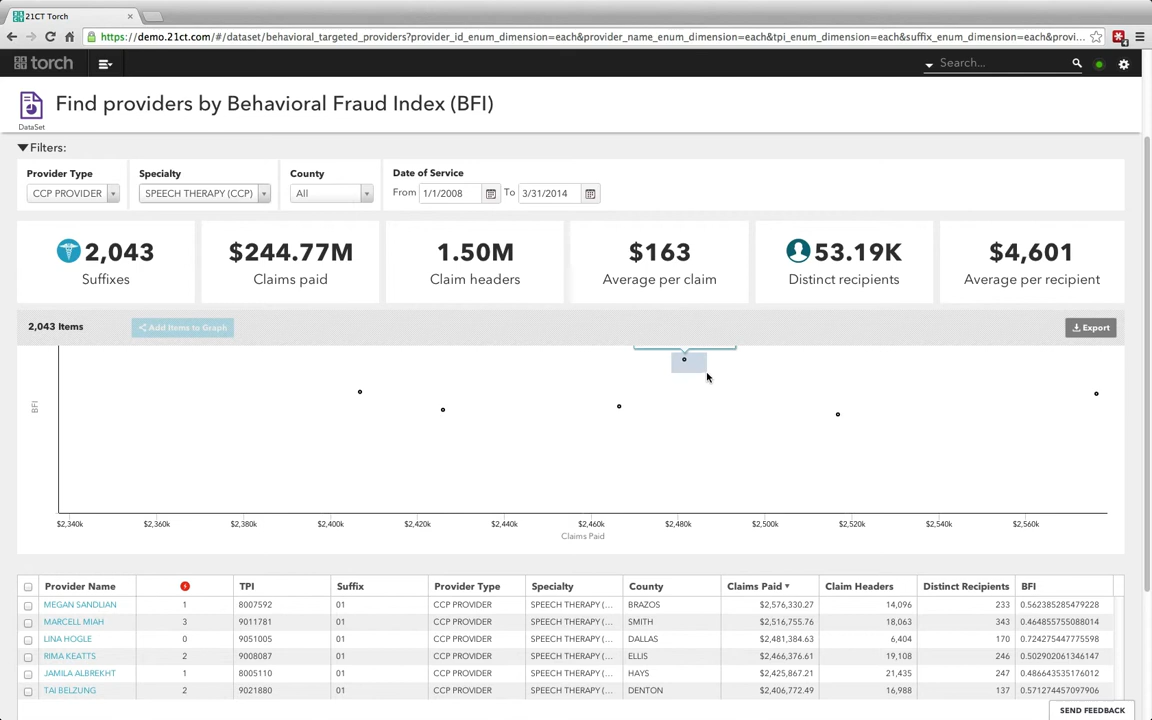 21CT Torch
https://demo.21ct.com/#/dataset/behavioral_targeted_providers?provider_id_enum_dimension=each&provider_name_enum_dimension=each&tpi_enum_dimension=each&suffix_enum_dimension=each&provi...
4
torch
Search...
Find providers by Behavioral Fraud Index (BFI)
DataSet
Filters:
Provider Type Specialty County Date of Service
CCP PROVIDER SPEECH THERAPY (CCP) All From 1/1/2008 To 3/31/2014
2,043 $244.77M 1.50M $163 53.19K $4,601
Suffixes Claims paid Claim headers Average per claim Distinct recipients Average per recipient
2,043 Items Add Items to Graph Export
BFI
$2,340k $2,360k $2,380k $2,400k $2,420k $2,440k $2,460k $2,480k $2,500k $2,520k $2,540k $2,560k
Claims Paid
Provider Name TPI Suffix Provider Type Specialty County Claims Paid Claim Headers Distinct Recipients BFI
MEGAN SANDLIAN 1 8007592 01 CCP PROVIDER SPEECH THERAPY (... BRAZOS $2,576,330.27 14,096 233 0.562385285479228
MARCELL MIAH 3 9011781 01 CCP PROVIDER SPEECH THERAPY (... SMITH $2,516,755.76 18,063 343 0.464855755088014
LINA HOGLE 0 9051005 01 CCP PROVIDER SPEECH THERAPY (... DALLAS $2,481,384.63 6,404 170 0.724275447775598
RIMA KEATTS 2 9008087 01 CCP PROVIDER SPEECH THERAPY (... ELLIS $2,466,376.61 19,108 246 0.502902061346147
JAMILA ALBREKHT 1 8005110 01 CCP PROVIDER SPEECH THERAPY (... HAYS $2,425,867.21 21,435 247 0.486643535176012
TAI BELZUNG 2 9021880 01 CCP PROVIDER SPEECH THERAPY (... DENTON $2,406,772.49 16,988 137 0.571274457097906
SEND FEEDBACK